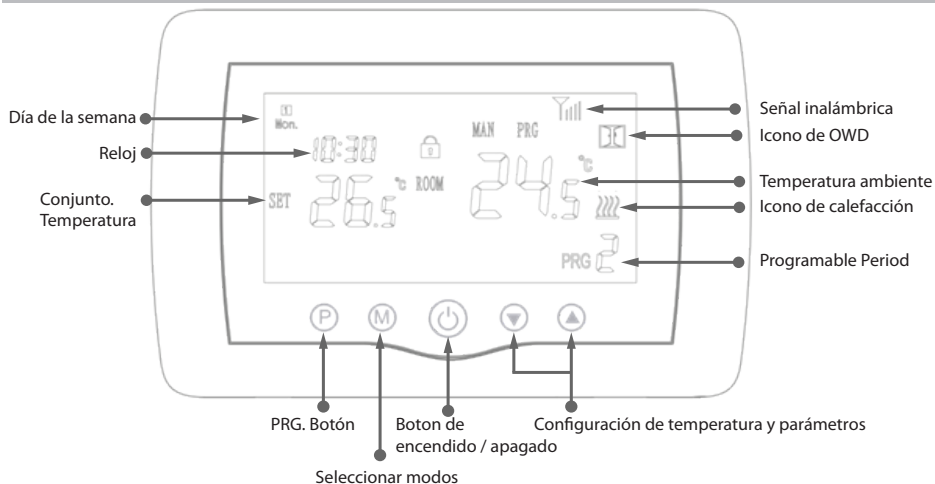 Día de la semana
Reloj
Conjunto.
Temperatura
1
Mon.
10:30
MAN PRG
SET 26.5 °C ROOM
24.5 °C
PRG 2
Señal inalámbrica
Icono de OWD
Temperatura ambiente
Icono de calefacción
Programable Period
P M
PRG. Botón
Boton de
encendido / apagado
Configuración de temperatura y parámetros
Seleccionar modos